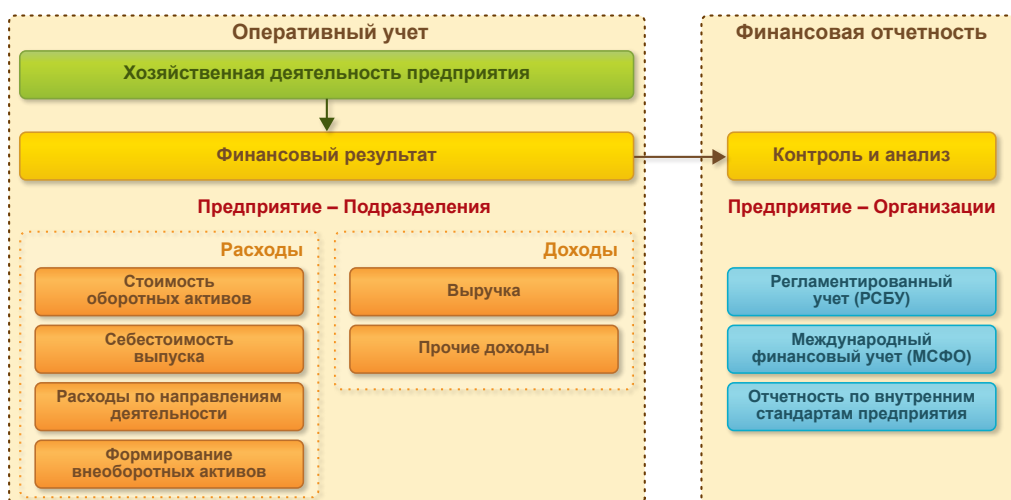 Оперативный учет
Хозяйственная деятельность предприятия
Финансовый результат
Предприятие – Подразделения
Расходы
Стоимость
оборотных активов
Себестоимость
выпуска
Расходы по направлениям
деятельности
Формирование
внеоборотных активов
Доходы
Выручка
Прочие доходы
Финансовая отчетность
Контроль и анализ
Предприятие – Организации
Регламентированный
учет (РСБУ)
Международный
финансовый учет (МСФО)
Отчетность по внутренним
стандартам предприятия